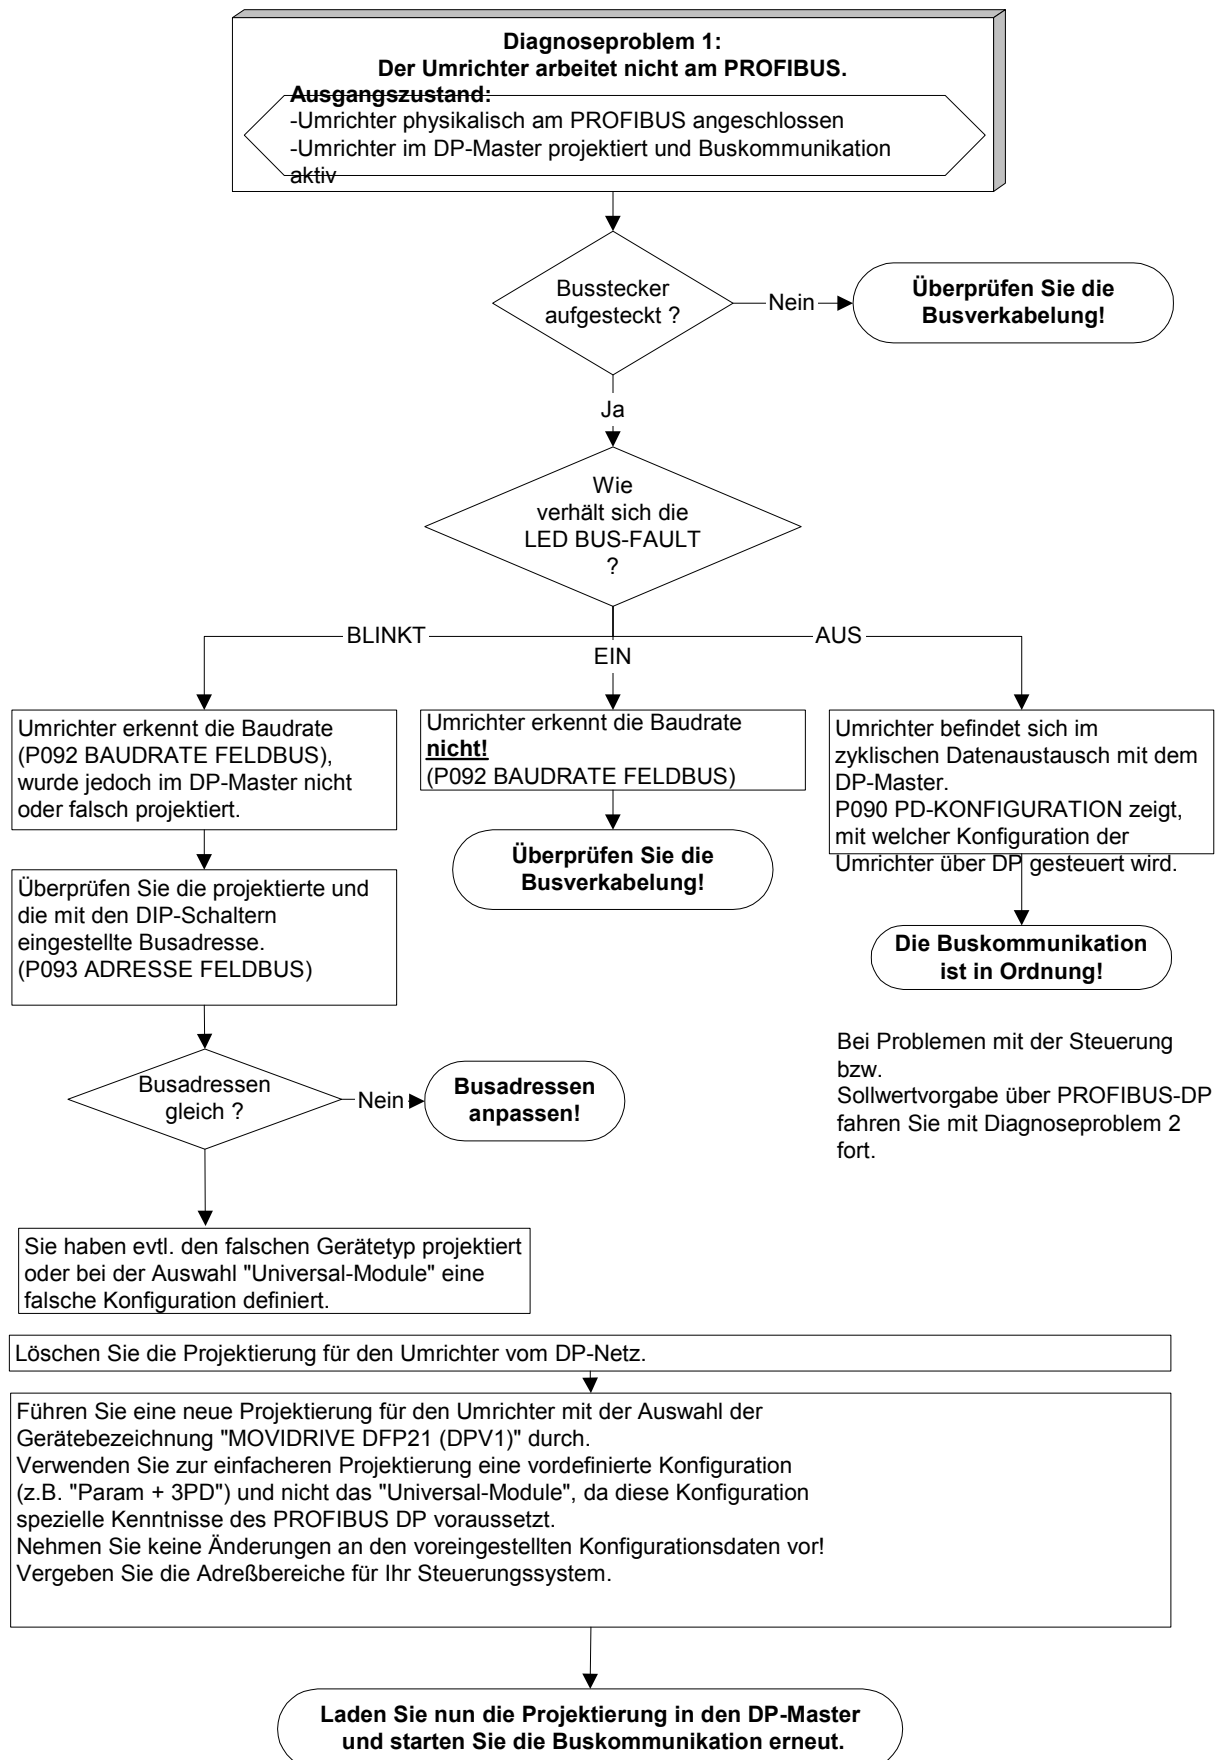 Diagnoseproblem 1:
Der Umrichter arbeitet nicht am PROFIBUS.
Ausgangszustand:
-Umrichter physikalisch am PROFIBUS angeschlossen
-Umrichter im DP-Master projektiert und Buskommunikation
aktiv
Busstecker
aufgesteckt ?
Nein
Überprüfen Sie die
Busverkabelung!
Ja
Wie
verhält sich die
LED BUS-FAULT
?
BLINKT
EIN
AUS
Umrichter erkennt die Baudrate
(P092 BAUDRATE FELDBUS),
wurde jedoch im DP-Master nicht
oder falsch projektiert.
Umrichter erkennt die Baudrate
nicht!
(P092 BAUDRATE FELDBUS)
Umrichter befindet sich im
zyklischen Datenaustausch mit dem
DP-Master.
P090 PD-KONFIGURATION zeigt,
mit welcher Konfiguration der
Umrichter über DP gesteuert wird.
Überprüfen Sie die
Busverkabelung!
Überprüfen Sie die projektierte und
die mit den DIP-Schaltern
eingestellte Busadresse.
(P093 ADRESSE FELDBUS)
Die Buskommunikation
ist in Ordnung!
Bei Problemen mit der Steuerung
bzw.
Sollwertvorgabe über PROFIBUS-DP
fahren Sie mit Diagnoseproblem 2
fort.
Busadressen
gleich ?
Nein
Busadressen
anpassen!
Sie haben evtl. den falschen Gerätetyp projektiert
oder bei der Auswahl "Universal-Module" eine
falsche Konfiguration definiert.
Löschen Sie die Projektierung für den Umrichter vom DP-Netz.
Führen Sie eine neue Projektierung für den Umrichter mit der Auswahl der
Gerätebezeichnung "MOVIDRIVE DFP21 (DPV1)" durch.
Verwenden Sie zur einfacheren Projektierung eine vordefinierte Konfiguration
(z.B. "Param + 3PD") und nicht das "Universal-Module", da diese Konfiguration
spezielle Kenntnisse des PROFIBUS DP voraussetzt.
Nehmen Sie keine Änderungen an den voreingestellten Konfigurationsdaten vor!
Vergeben Sie die Adreßbereiche für Ihr Steuerungssystem.
Laden Sie nun die Projektierung in den DP-Master
und starten Sie die Buskommunikation erneut.